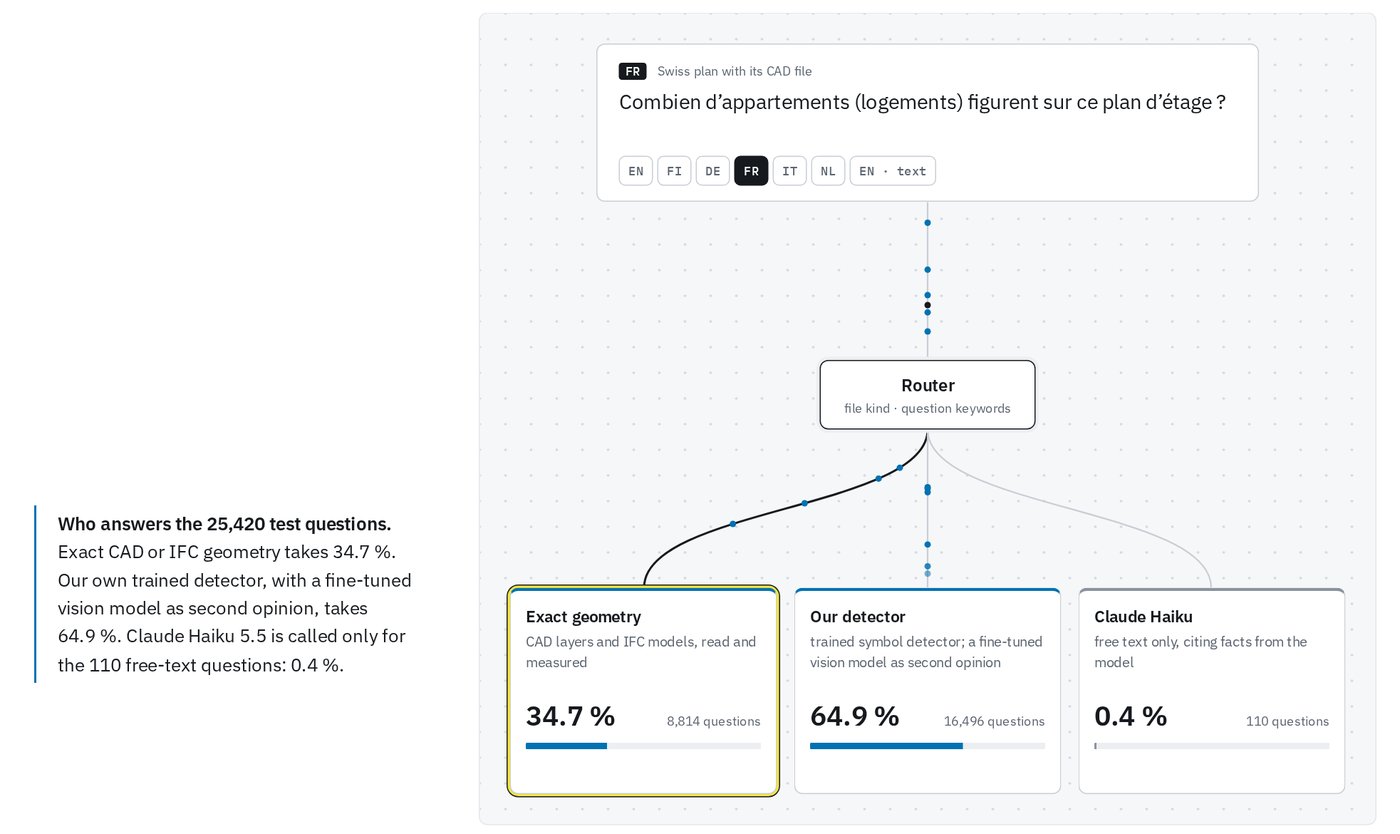 FR Swiss plan with its CAD file
Combien d’appartements (logements) figurent sur ce plan d’étage ?
EN FI DE FR IT NL EN · text
Router
file kind · question keywords
Who answers the 25,420 test questions.
Exact CAD or IFC geometry takes 34.7 %.
Our own trained detector, with a fine-tuned
vision model as second opinion, takes
64.9 %. Claude Haiku 5.5 is called only for
the 110 free-text questions: 0.4 %.
Exact geometry
CAD layers and IFC models, read and
measured
34.7 % 8,814 questions
Our detector
trained symbol detector; a fine-tuned
vision model as second opinion
64.9 % 16,496 questions
Claude Haiku
free text only, citing facts from the
model
0.4 % 110 questions